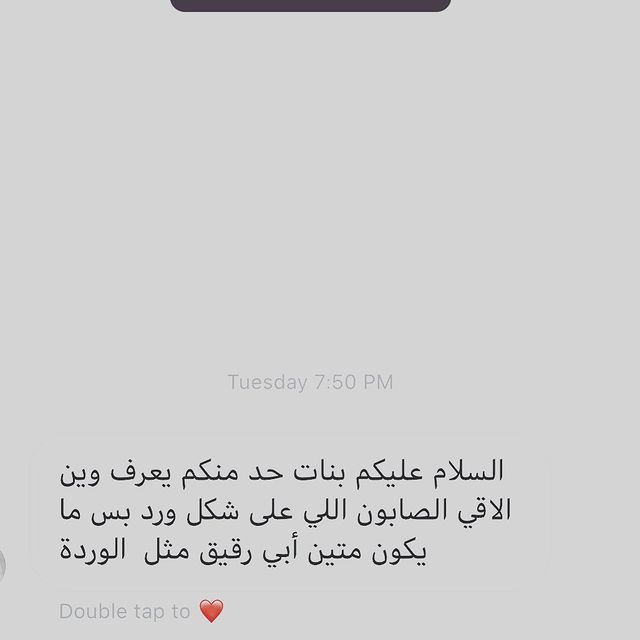 Tuesday 7:50 PM
السلام عليكم بنات حد منكم يعرف وين
الاقي الصابون اللي على شكل ورد بس ما
يكون متين أبي رقيق مثل الوردة
Double tap to ❤️